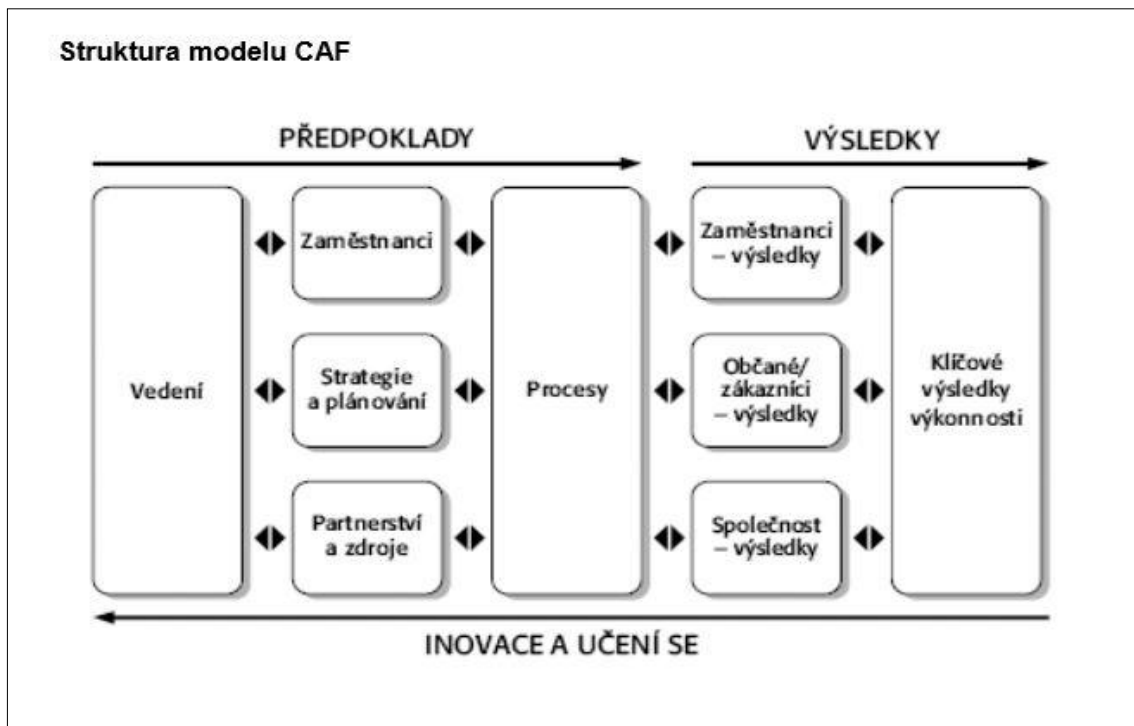 Struktura modelu CAF
PŘEDPOKLADY
VÝSLEDKY
Vedení
Zaměstnanci
Strategie
a plánování
Partnerství
a zdroje
Procesy
Zaměstnanci
– výsledky
Občané/
zákazníci
– výsledky
Společnost
– výsledky
Klíčové
výsledky
výkonnosti
INOVACE A UČENÍ SE